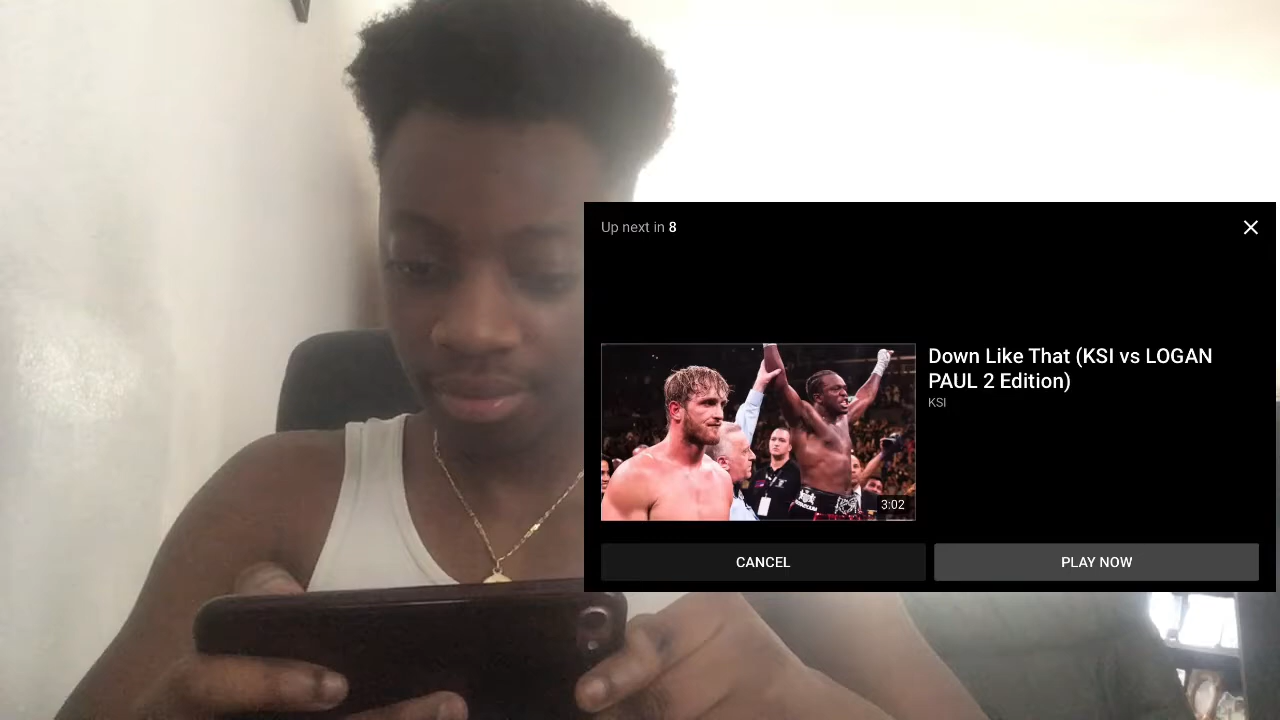 Up next in 8
Down Like That (KSI vs LOGAN
PAUL 2 Edition)
KSI
3:02
CANCEL
PLAY NOW